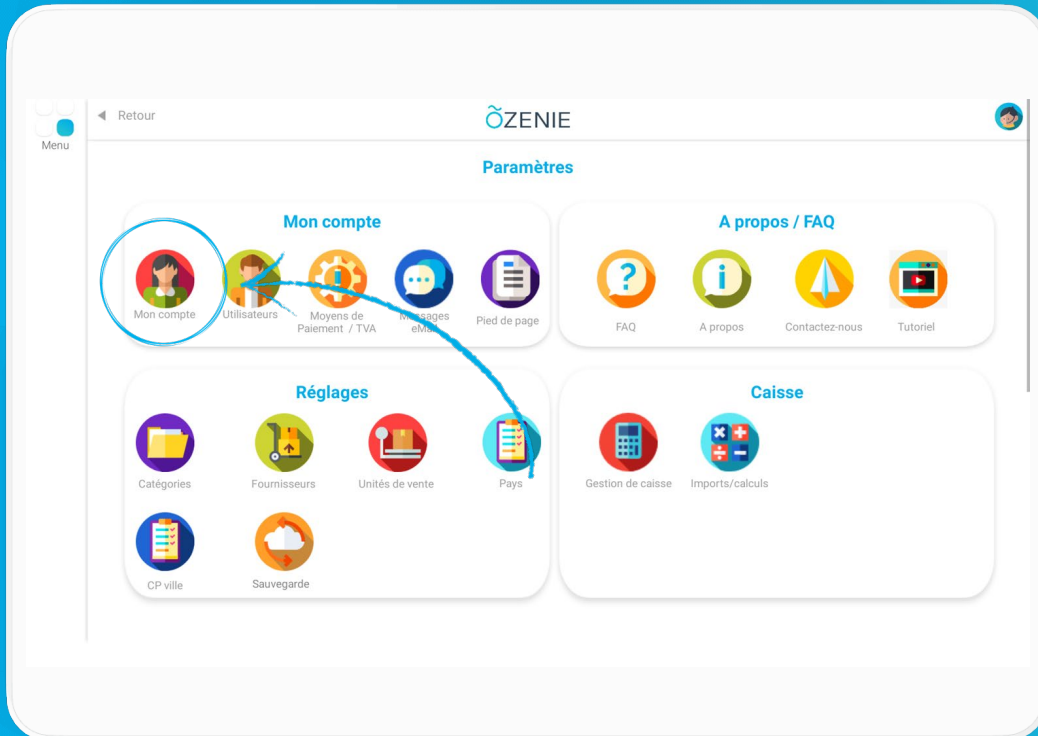 Retour
ÕZENIE
Menu
Paramètres
Mon compte
Mon compte
Utilisateurs
Moyens de
Paiement / TVA
Messages
eMail
Pied de page
A propos / FAQ
FAQ
A propos
Contactez-nous
Tutoriel
Réglages
Catégories
Fournisseurs
Unités de vente
Pays
CP ville
Sauvegarde
Caisse
Gestion de caisse
Imports/calculs